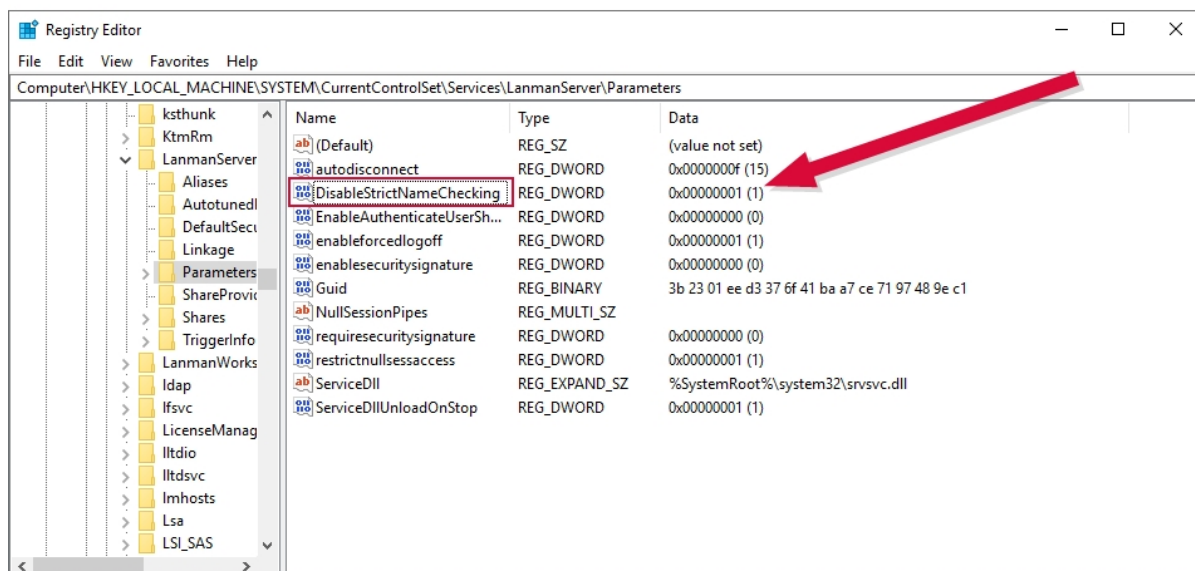 Registry Editor
File Edit View Favorites Help
Computer\HKEY_LOCAL_MACHINE\SYSTEM\CurrentControlSet\Services\LanmanServer\Parameters
ksthunk
KtmRm
LanmanServer
Aliases
Autotunedl
DefaultSecu
Linkage
Parameters
ShareProvic
Shares
TriggerInfo
LanmanWorks
ldap
lfsvc
LicenseManag
lltdio
lltdsvc
lmhosts
Lsa
LSI_SAS
Name Type Data
(Default) REG_SZ (value not set)
autodisconnect REG_DWORD 0x0000000f (15)
DisableStrictNameChecking REG_DWORD 0x00000001 (1)
EnableAuthenticateUserSh... REG_DWORD 0x00000000 (0)
enableforcedlogoff REG_DWORD 0x00000001 (1)
enablesecuritysignature REG_DWORD 0x00000000 (0)
Guid REG_BINARY 3b 23 01 ee d3 37 6f 41 ba a7 ce 71 97 48 9e c1
NullSessionPipes REG_MULTI_SZ
requiresecuritysignature REG_DWORD 0x00000000 (0)
restrictnullsessaccess REG_DWORD 0x00000001 (1)
ServiceDll REG_EXPAND_SZ %SystemRoot%\system32\srvsvc.dll
ServiceDllUnloadOnStop REG_DWORD 0x00000001 (1)